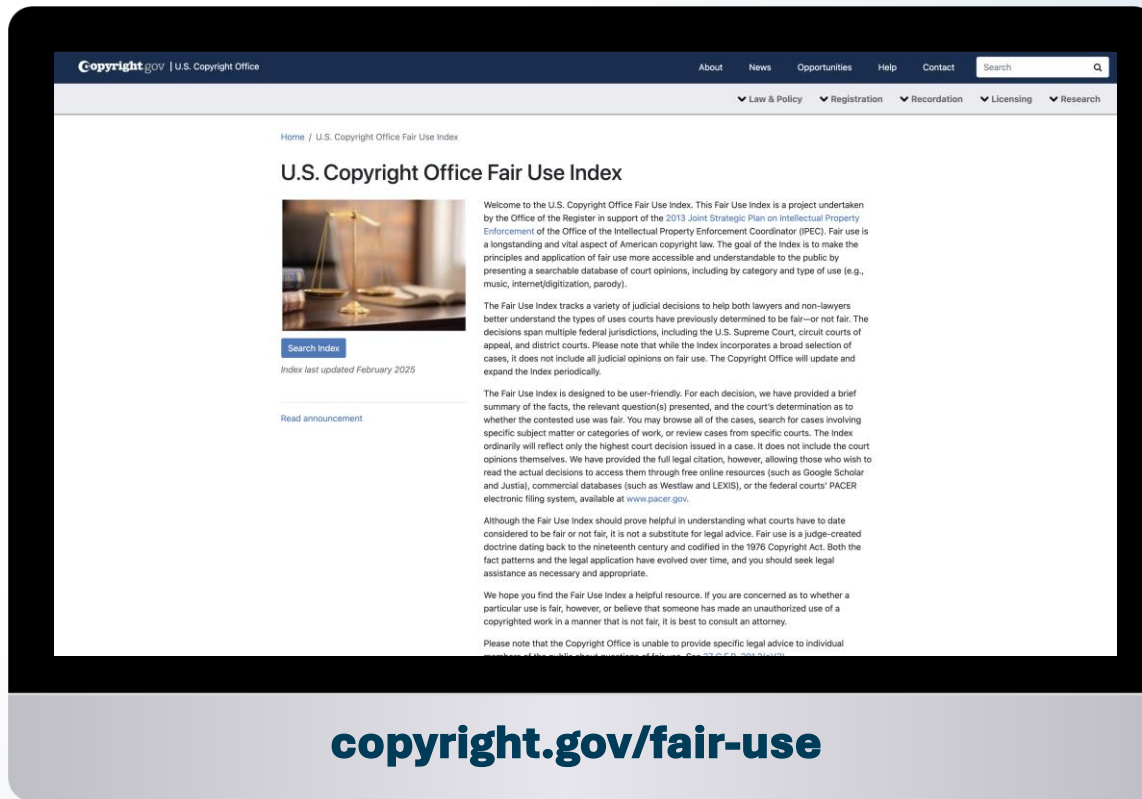 Copyright.gov | U.S. Copyright Office
About News Opportunities Help Contact Search
Law & Policy Registration Recordation Licensing Research
Home / U.S. Copyright Office Fair Use Index
U.S. Copyright Office Fair Use Index
Search Index
Index last updated February 2025
Read announcement
Welcome to the U.S. Copyright Office Fair Use Index. This Fair Use Index is a project undertaken
by the Office of the Register in support of the 2013 Joint Strategic Plan on Intellectual Property
Enforcement of the Office of the Intellectual Property Enforcement Coordinator (IPEC). Fair use is
a longstanding and vital aspect of American copyright law. The goal of the Index is to make the
principles and application of fair use more accessible and understandable to the public by
presenting a searchable database of court opinions, including by category and type of use (e.g.,
music, internet/digitization, parody).
The Fair Use Index tracks a variety of judicial decisions to help both lawyers and non-lawyers
better understand the types of uses courts have previously determined to be fair—or not fair. The
decisions span multiple federal jurisdictions, including the U.S. Supreme Court, circuit courts of
appeal, and district courts. Please note that while the Index incorporates a broad selection of
cases, it does not include all judicial opinions on fair use. The Copyright Office will update and
expand the Index periodically.
The Fair Use Index is designed to be user-friendly. For each decision, we have provided a brief
summary of the facts, the relevant question(s) presented, and the court's determination as to
whether the contested use was fair. You may browse all of the cases, search for cases involving
specific subject matter or categories of work, or review cases from specific courts. The Index
ordinarily will reflect only the highest court decision issued in a case. It does not include the court
opinions themselves. We have provided the full legal citation, however, allowing those who wish to
read the actual decisions to access them through free online resources (such as Google Scholar
and Justia), commercial databases (such as Westlaw and LEXIS), or the federal courts' PACER
electronic filing system, available at www.pacer.gov.
Although the Fair Use Index should prove helpful in understanding what courts have to date
considered to be fair or not fair, it is not a substitute for legal advice. Fair use is a judge-created
doctrine dating back to the nineteenth century and codified in the 1976 Copyright Act. Both the
fact patterns and the legal application have evolved over time, and you should seek legal
assistance as necessary and appropriate.
We hope you find the Fair Use Index a helpful resource. If you are concerned as to whether a
particular use is fair, however, or believe that someone has made an unauthorized use of a
copyrighted work in a manner that is not fair, it is best to consult an attorney.
Please note that the Copyright Office is unable to provide specific legal advice to individual
members of the public about questions of fair use. See
copyright.gov/fair-use